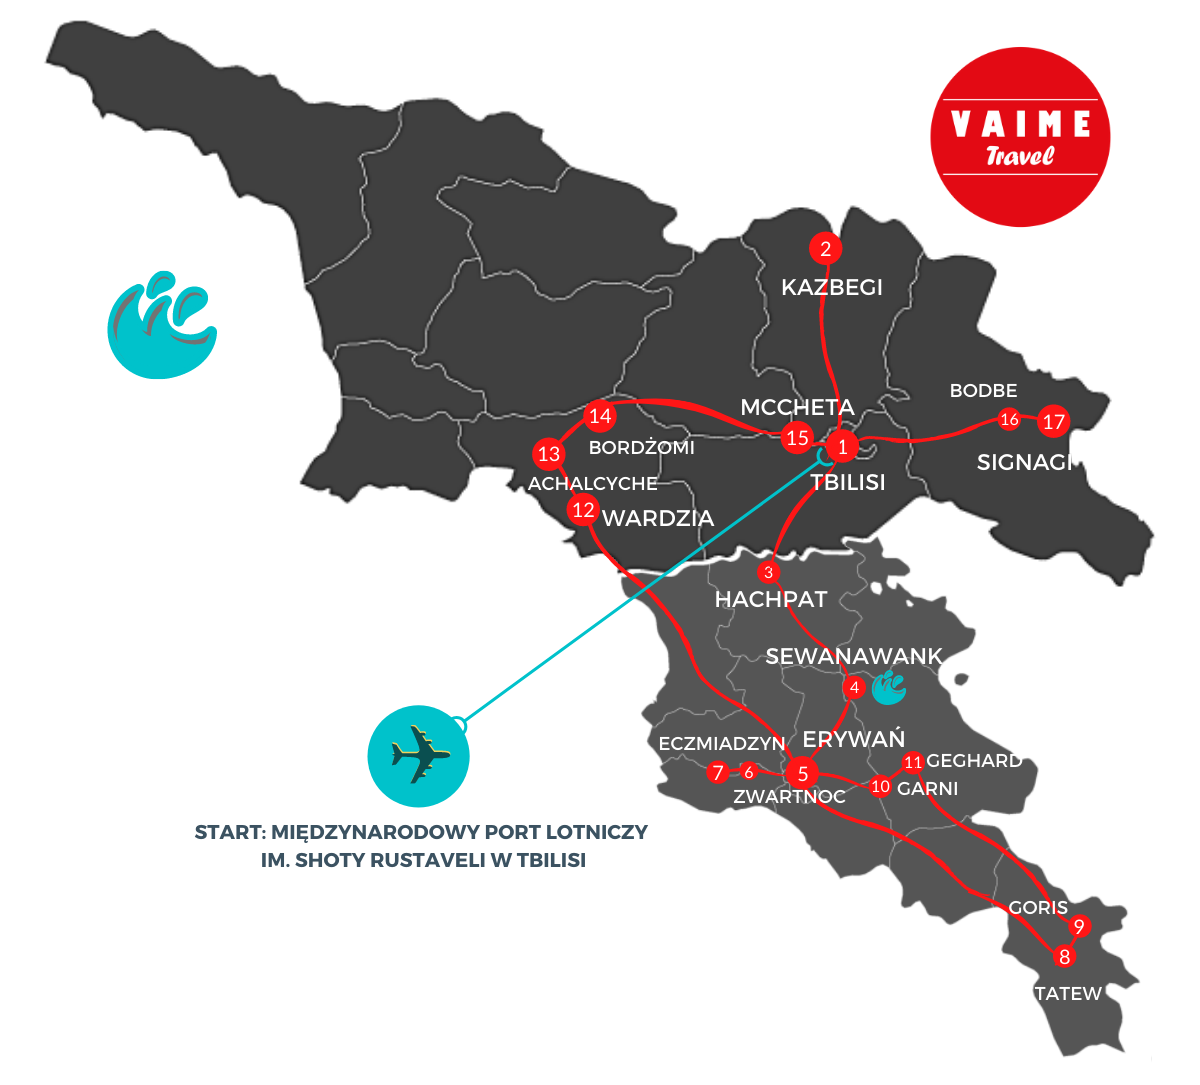 VAIME
Travel
2
KAZBEGI
BODBE
MCCHETA
14
16
17
15
1
BORDŻOMI
13
SIGNAGI
ACHALCYCHE
TBILISI
12
WARDZIA
3
HACHPAT
SEWANAWANK
4
ERYWAŃ
ECZMIADZYN
11
GEGHARD
7
6
5
10
GARNI
ZWARTNOC
START: MIĘDZYNARODOWY PORT LOTNICZY
IM. SHOTY RUSTAVELI W TBILISI
GORIS
9
8
TATEW